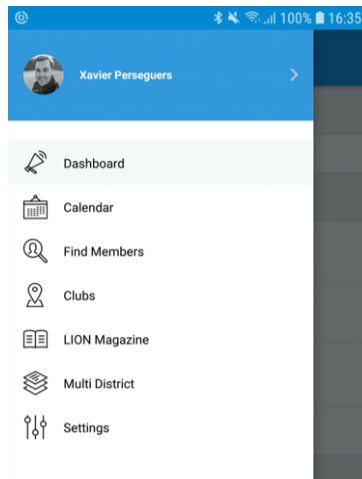 100% 16:35
Xavier Perseguers
Dashboard
Calendar
Find Members
Clubs
LION Magazine
Multi District
Settings